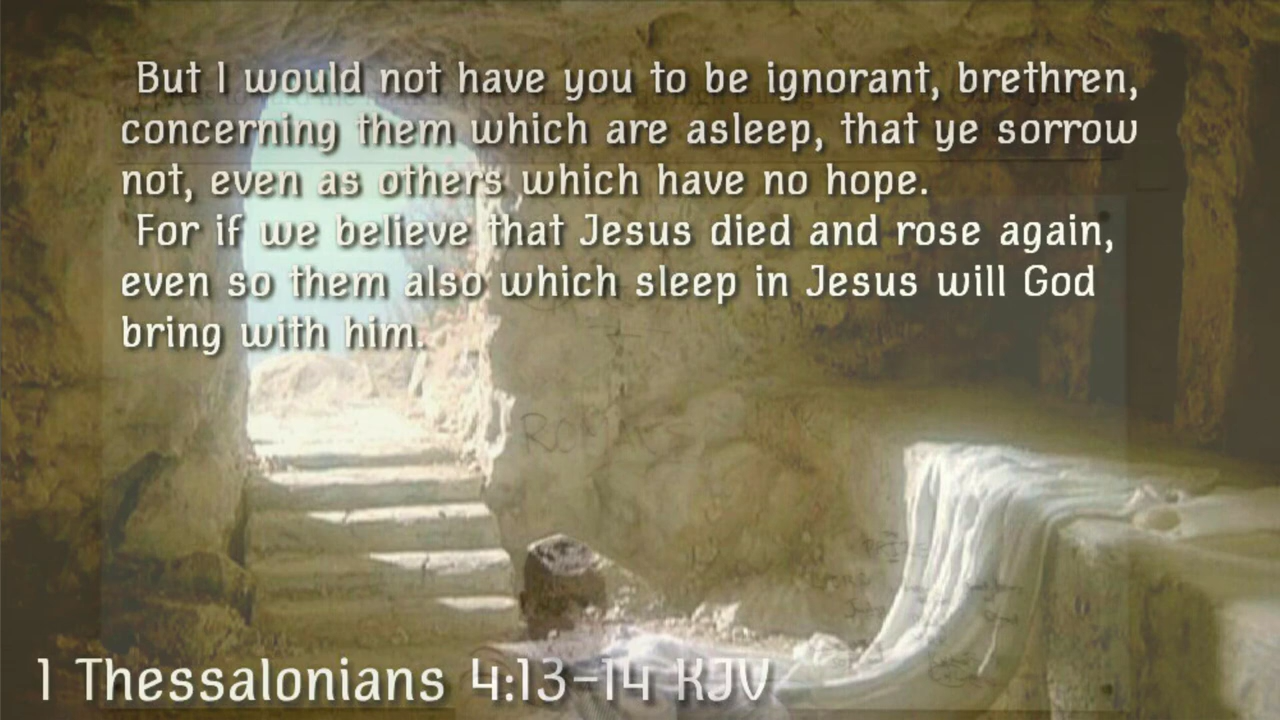 But I would not have you to be ignorant, brethren,
concerning them which are asleep, that ye sorrow
not, even as others which have no hope.
For if we believe that Jesus died and rose again,
even so them also which sleep in Jesus will God
bring with him.
ROMANS
1 Thessalonians 4:13-14 KJV